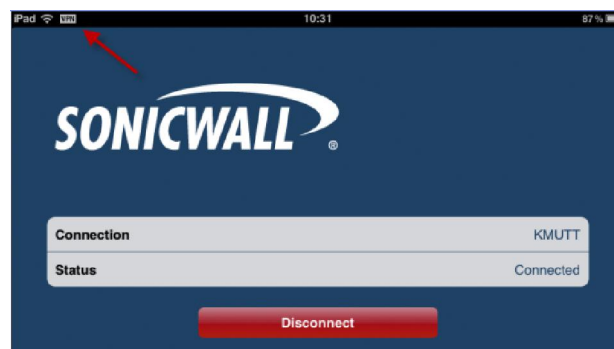 iPad VPN 10:31 87%
SONICWALL®
Connection KMUTT
Status Connected
Disconnect